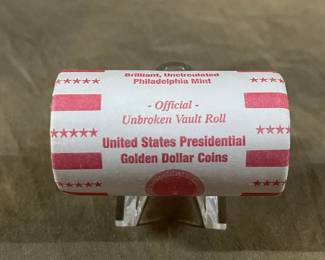 Brilliant, Uncirculated
Philadelphia Mint
- Official -
Unbroken Vault Roll
United States Presidential
Golden Dollar Coins